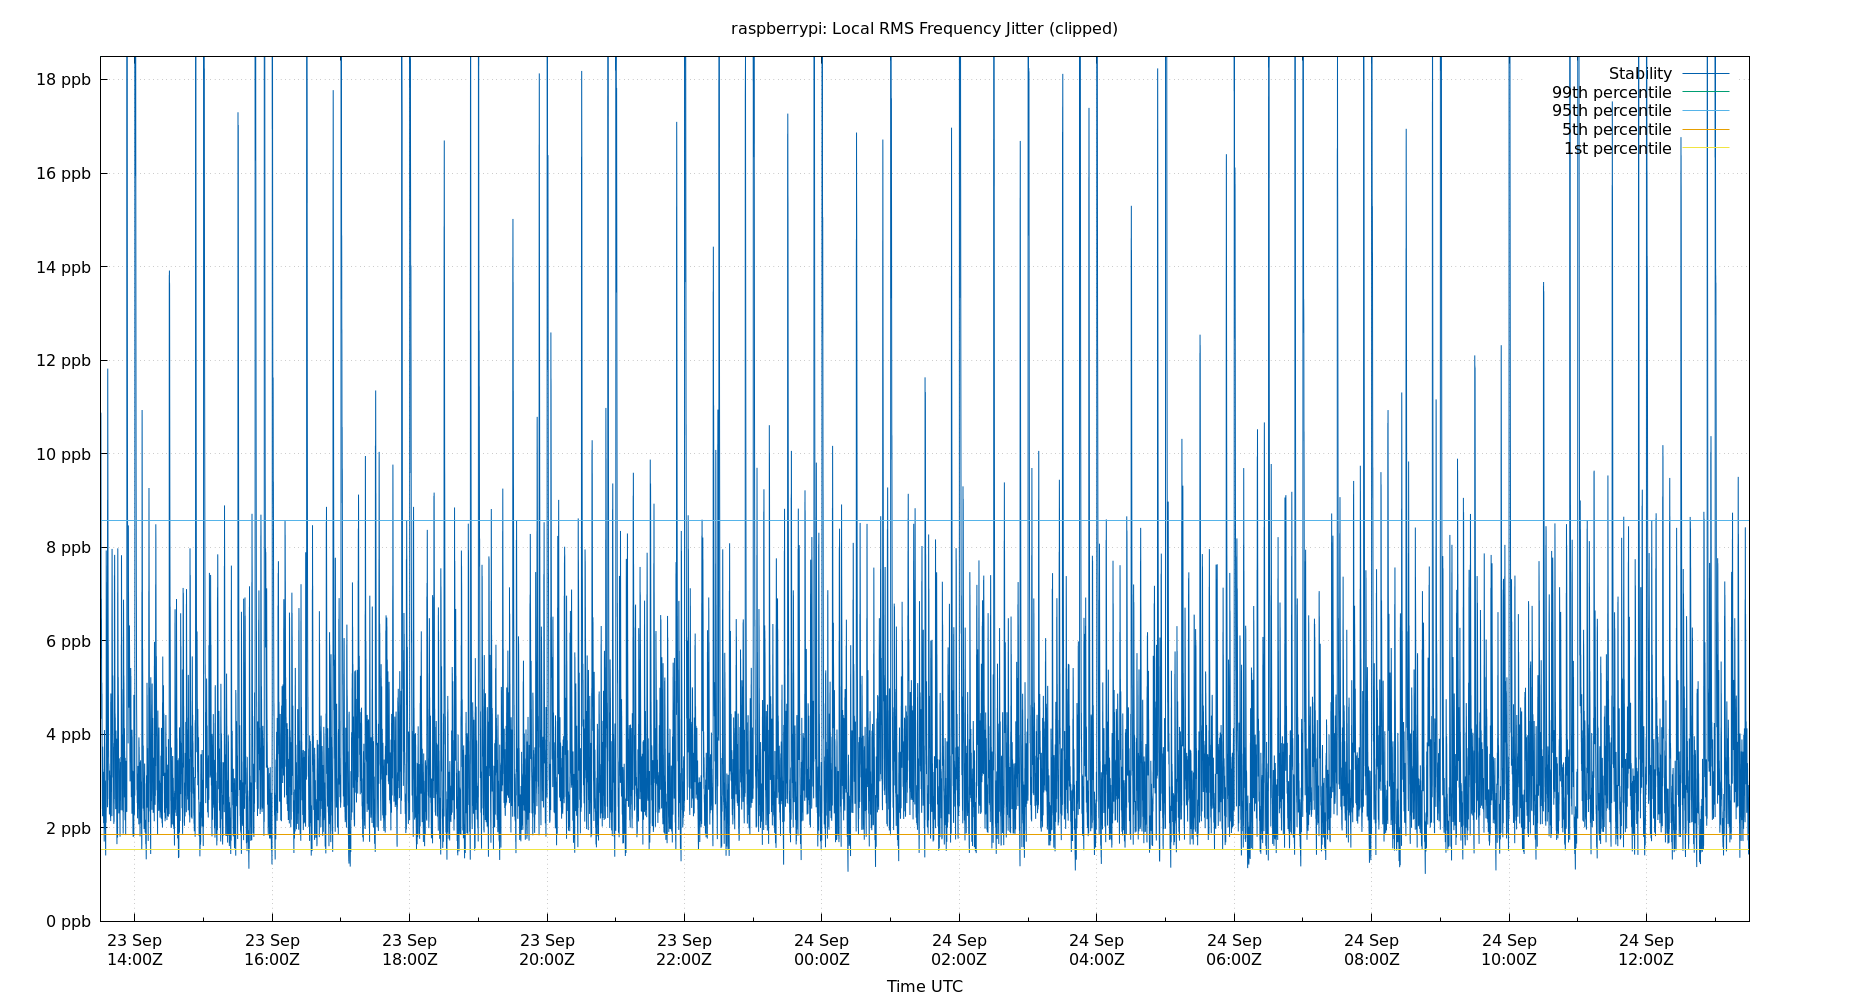 raspberrypi: Local RMS Frequency Jitter (clipped)
18 ppb
16 ppb
14 ppb
12 ppb
10 ppb
8 ppb
6 ppb
4 ppb
2 ppb
0 ppb
Stability
99th percentile
95th percentile
5th percentile
1st percentile
23 Sep 14:00Z
23 Sep 16:00Z
23 Sep 18:00Z
23 Sep 20:00Z
23 Sep 22:00Z
24 Sep 00:00Z
24 Sep 02:00Z
24 Sep 04:00Z
24 Sep 06:00Z
24 Sep 08:00Z
24 Sep 10:00Z
24 Sep 12:00Z
Time UTC